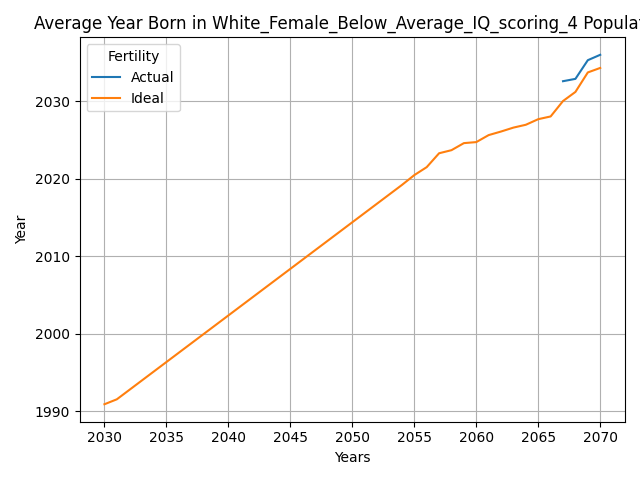 Average Year Born in White_Female_Below_Average_IQ_scoring_4 Popula
Fertility
Actual
Ideal
Year
2030
2020
2010
2000
1990
2030 2035 2040 2045 2050 2055 2060 2065 2070
Years